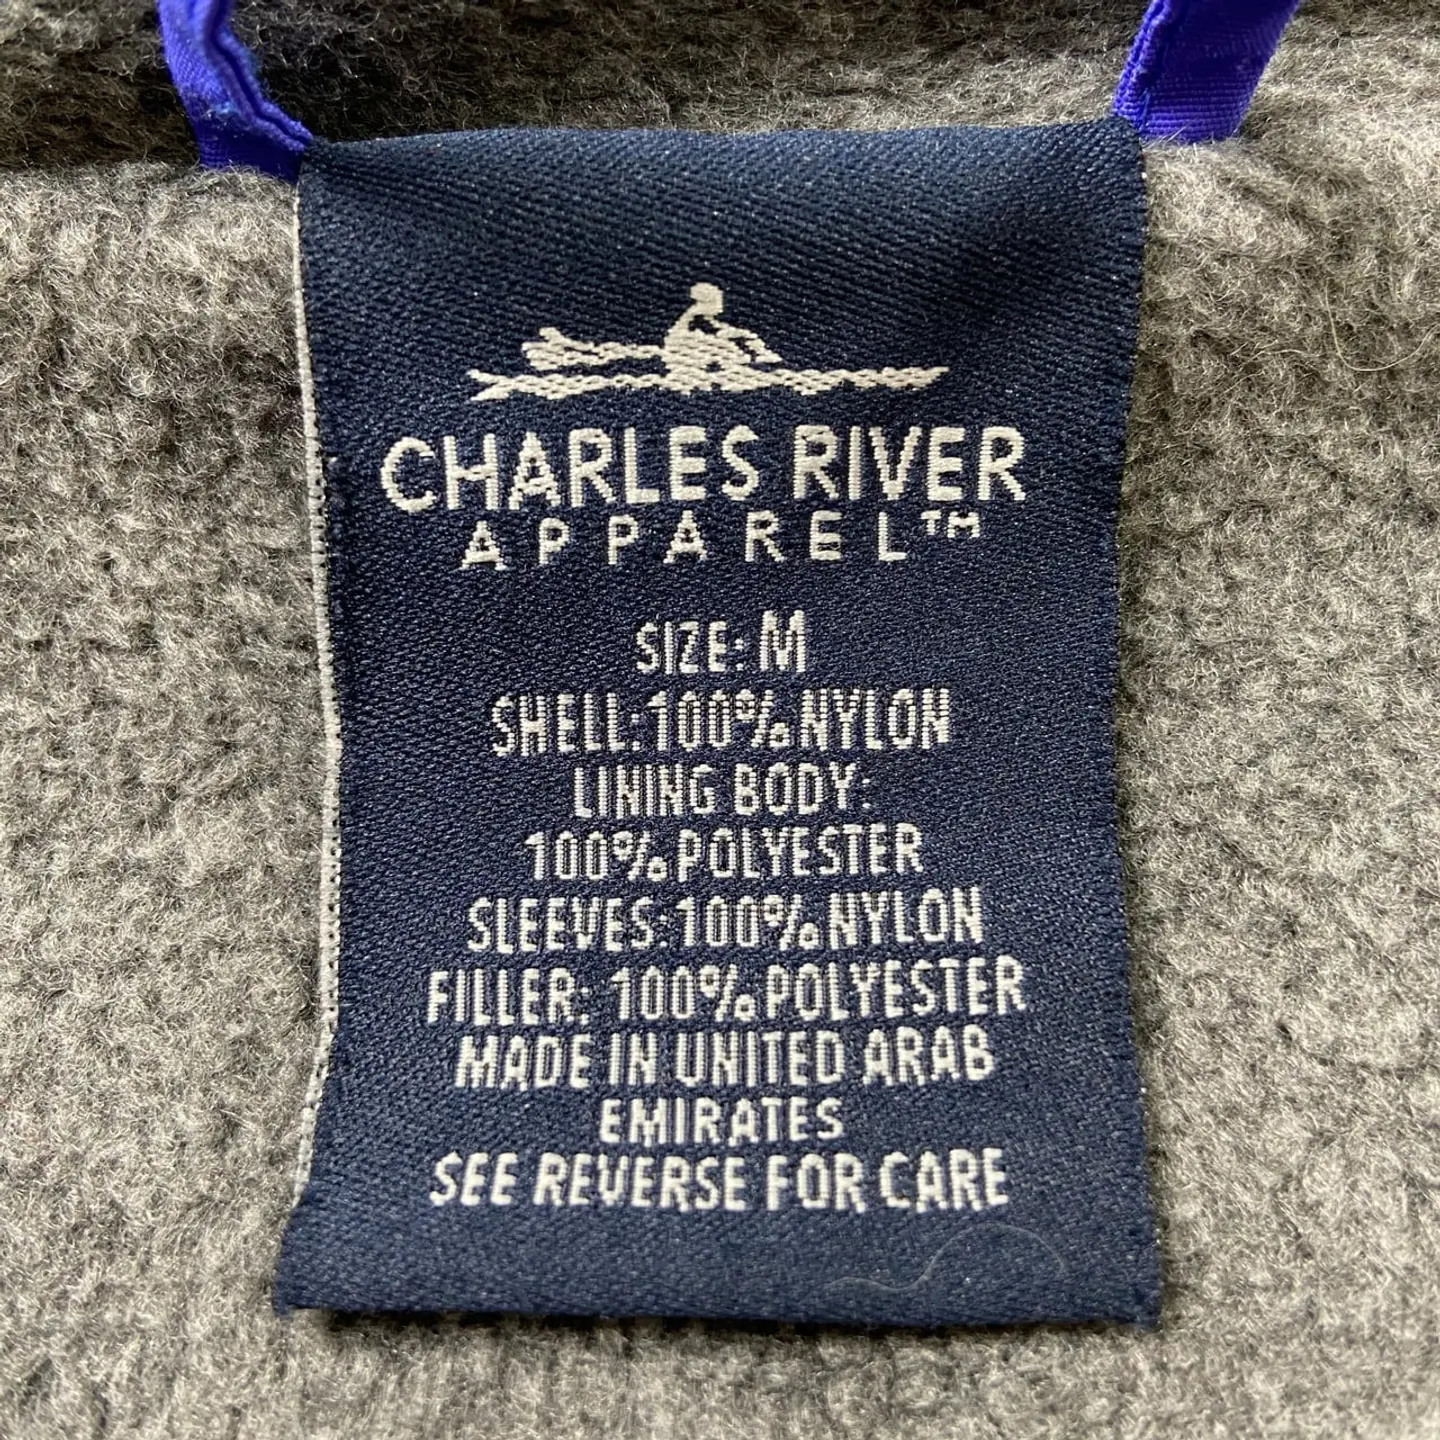 CHARLES RIVER
APPAREL™
SIZE: M
SHELL:100%NYLON
LINING BODY:
100%POLYESTER
SLEEVES:100%NYLON
FILLER: 100%POLYESTER
MADE IN UNITED ARAB
EMIRATES
SEE REVERSE FOR CARE